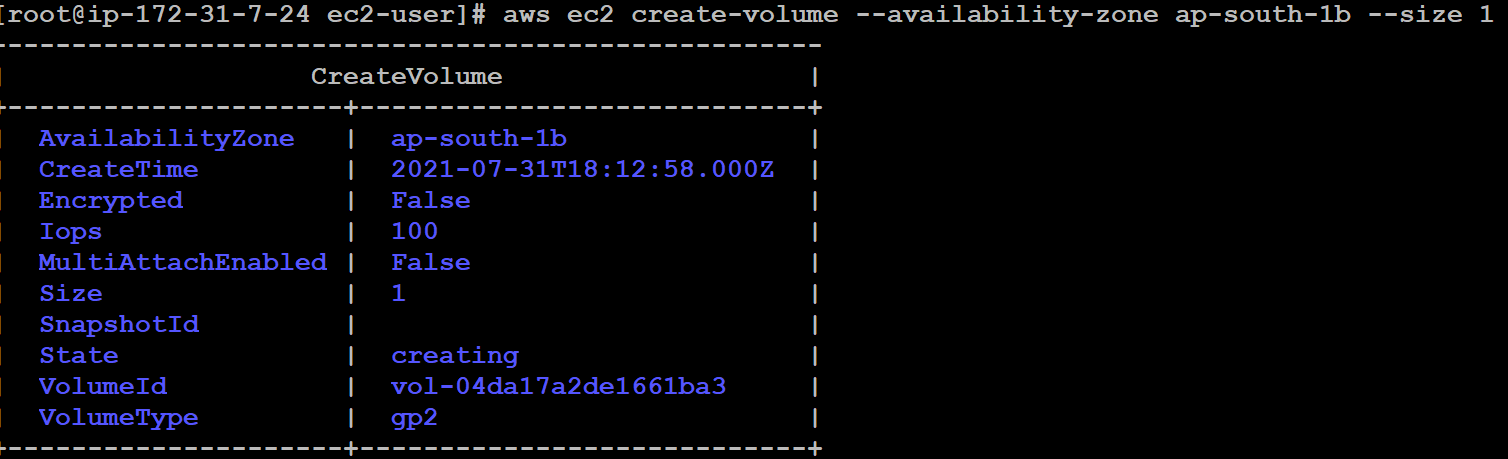 [root@ip-172-31-7-24 ec2-user]# aws ec2 create-volume --availability-zone ap-south-1b --size 1
----------------------------------------------------
|                   CreateVolume                   |
+---------------------+----------------------------+
|  AvailabilityZone   |  ap-south-1b               |
|  CreateTime         |  2021-07-31T18:12:58.000Z  |
|  Encrypted          |  False                     |
|  Iops               |  100                       |
|  MultiAttachEnabled |  False                     |
|  Size               |  1                         |
|  SnapshotId         |                            |
|  State              |  creating                  |
|  VolumeId           |  vol-04da17a2de1661ba3     |
|  VolumeType         |  gp2                       |
+---------------------+----------------------------+